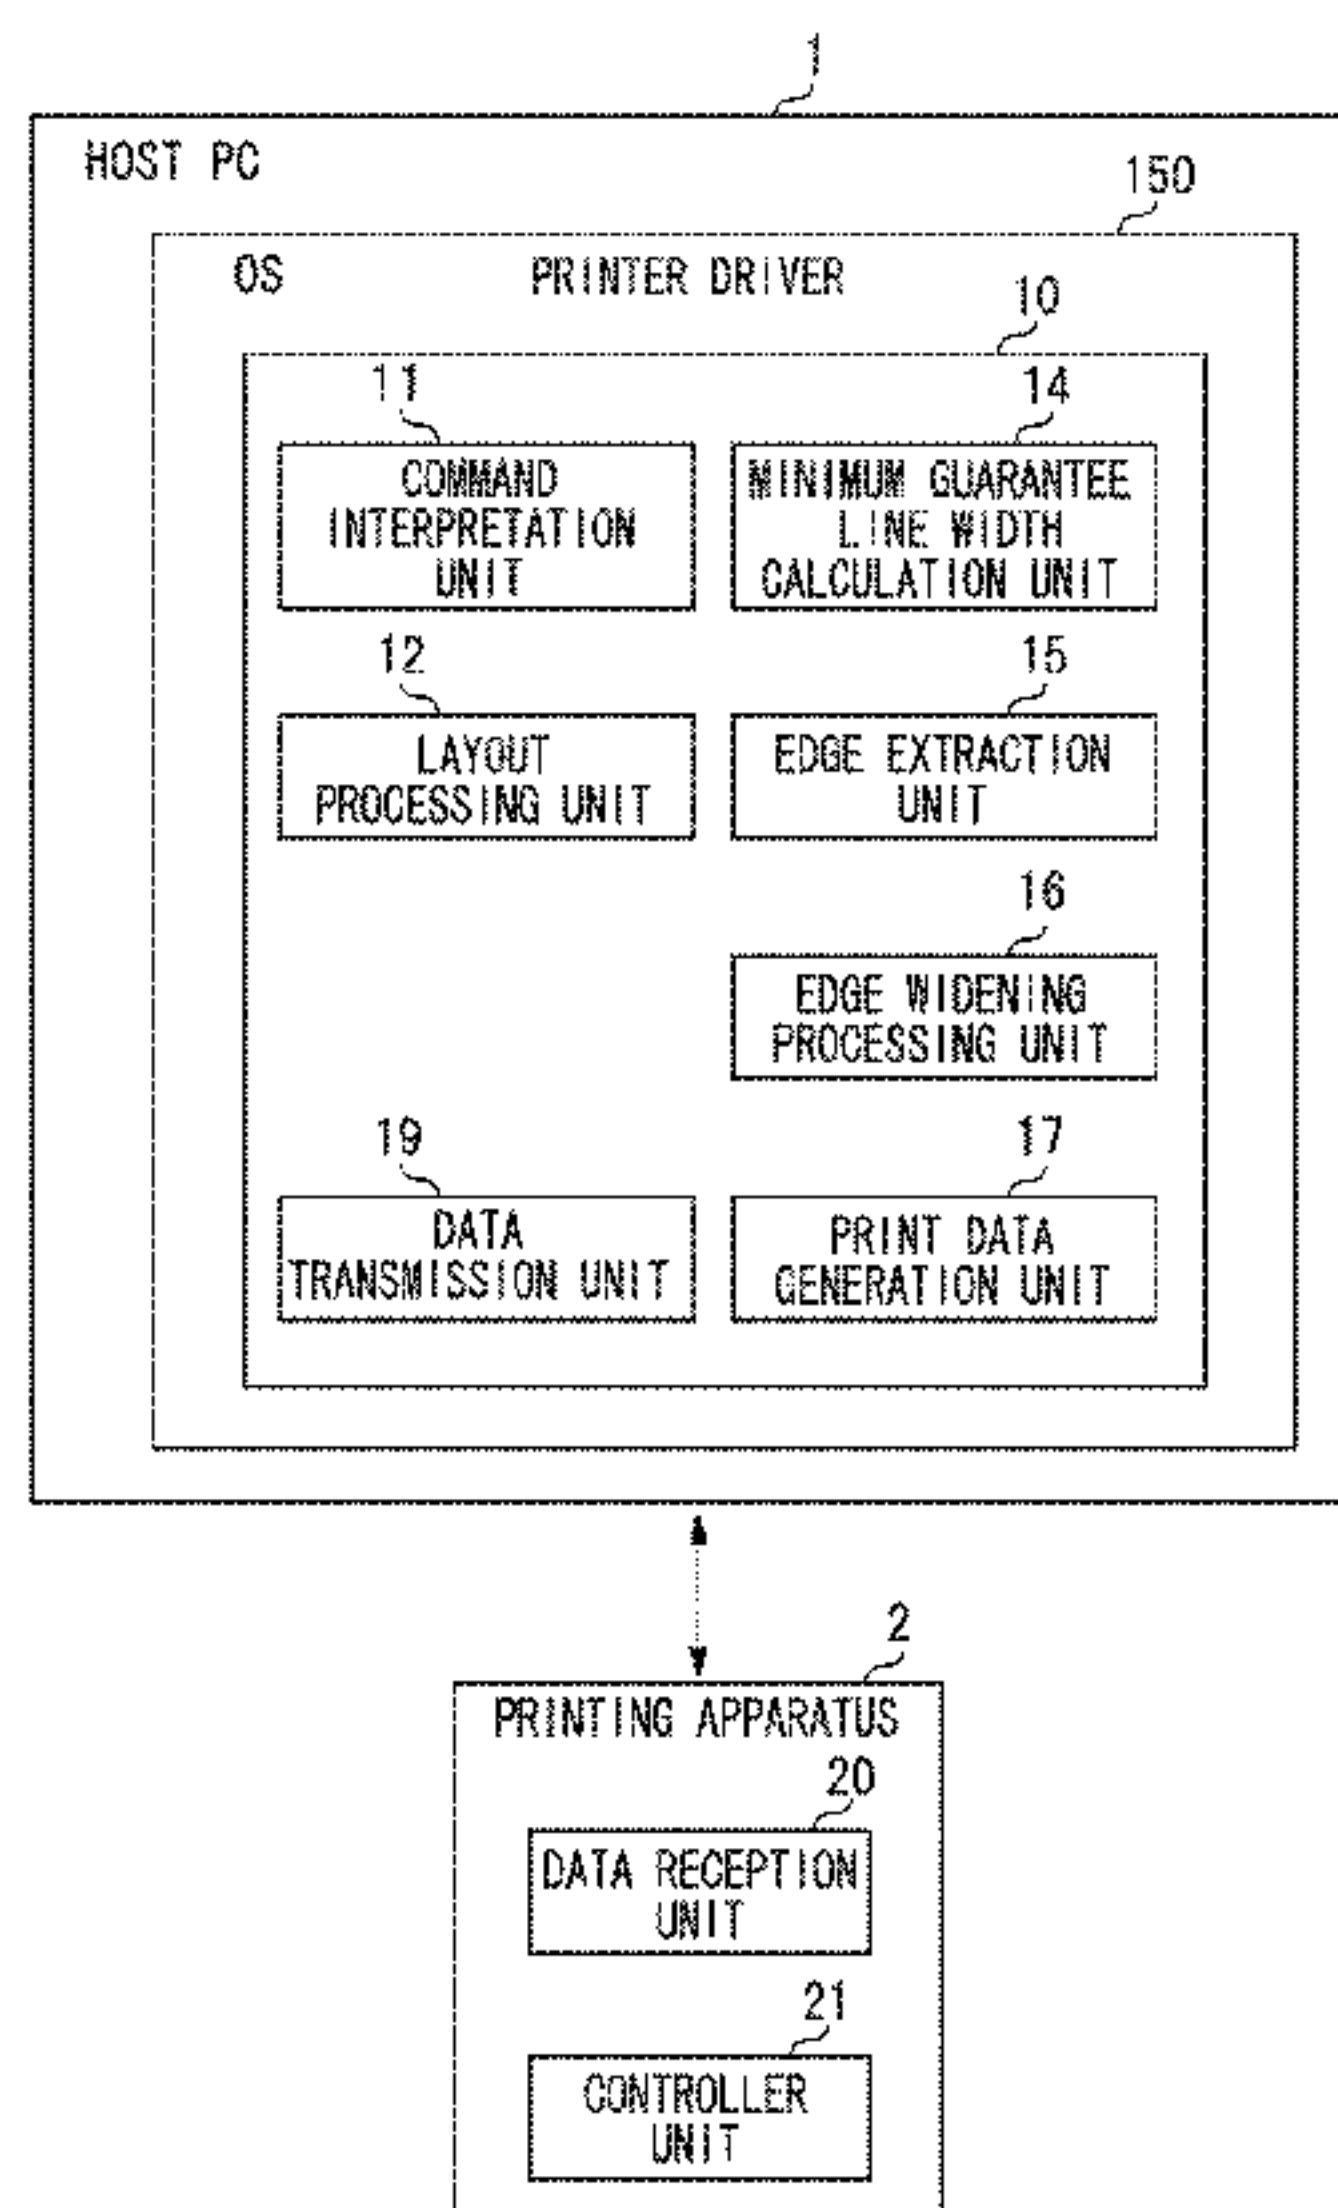 1
HOST PC
150
OS
PRINTER DRIVER
10
11
COMMAND
INTERPRETATION
UNIT
14
MINIMUM GUARANTEE
LINE WIDTH
CALCULATION UNIT
12
LAYOUT
PROCESSING UNIT
15
EDGE EXTRACTION
UNIT
16
EDGE WIDENING
PROCESSING UNIT
19
DATA
TRANSMISSION UNIT
17
PRINT DATA
GENERATION UNIT
2
PRINTING APPARATUS
20
DATA RECEPTION
UNIT
21
CONTROLLER
UNIT